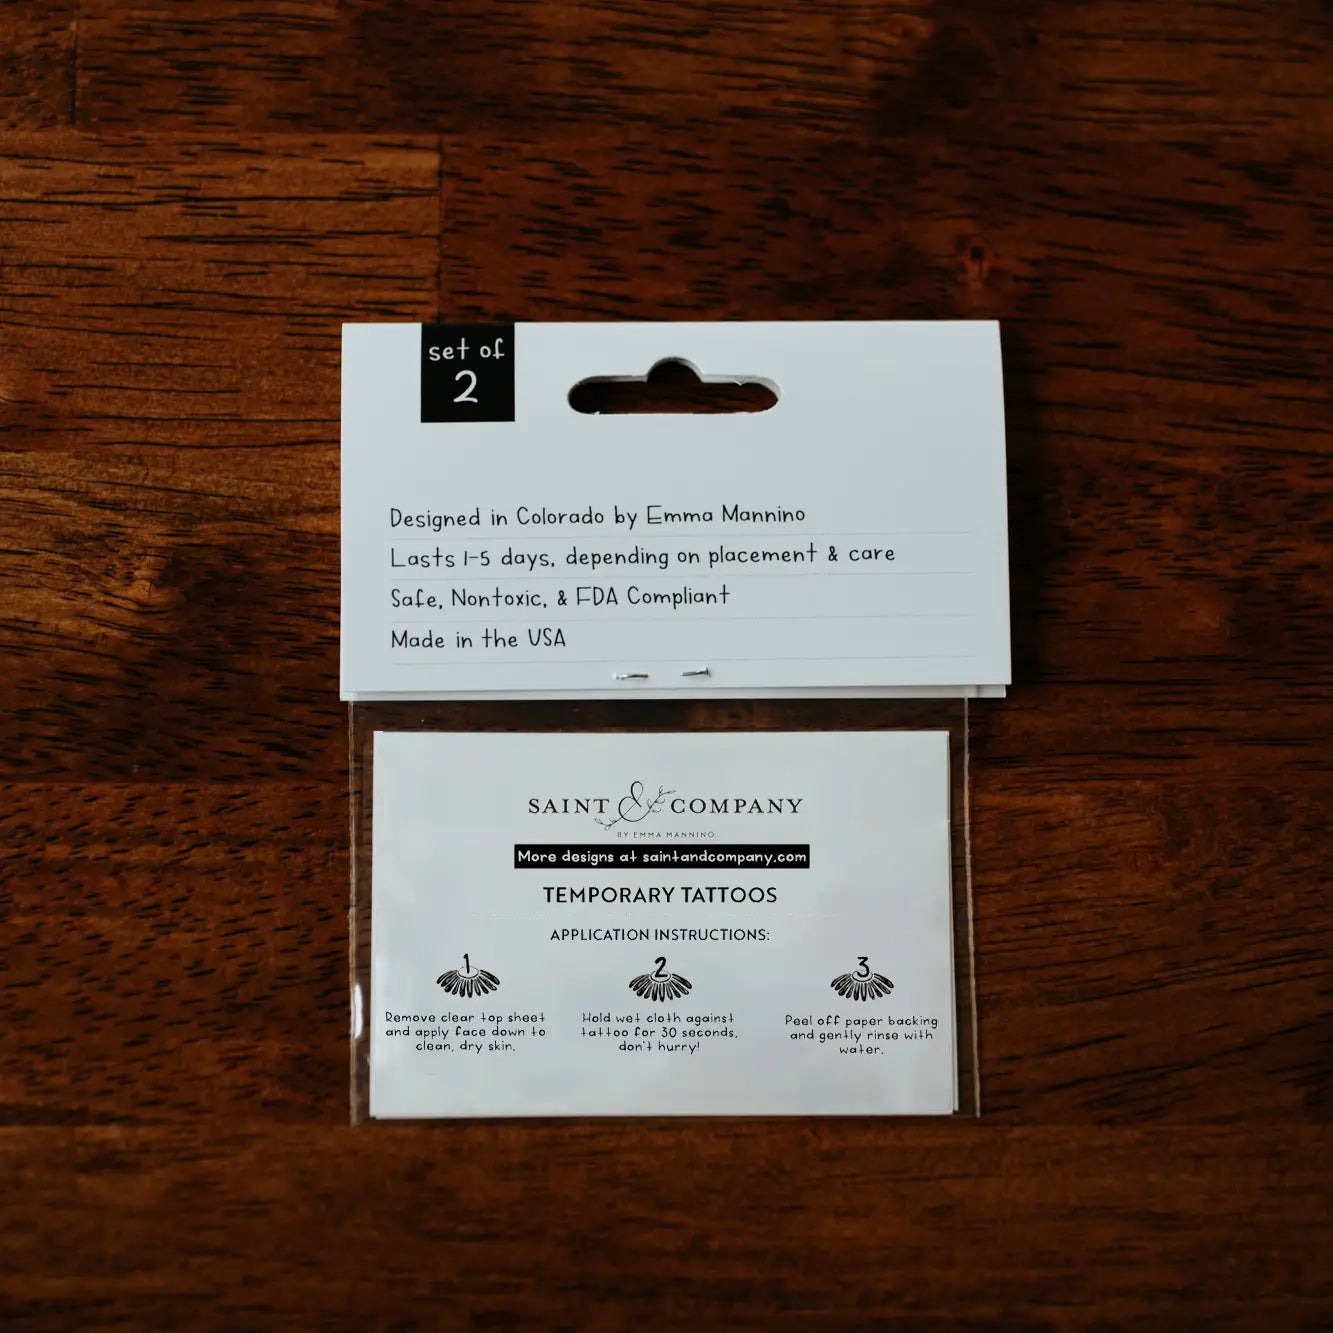 set of
2
Designed in Colorado by Emma Mannino
Lasts 1-5 days, depending on placement & care
Safe, Nontoxic, & FDA Compliant
Made in the USA
SAINT & COMPANY
BY EMMA MANNINO
More designs at saintandcompany.com
TEMPORARY TATTOOS
APPLICATION INSTRUCTIONS:
1
Remove clear top sheet
and apply face down to
clean, dry skin.
2
Hold wet cloth against
tattoo for 30 seconds,
don't hurry!
3
Peel off paper backing
and gently rinse with
water.